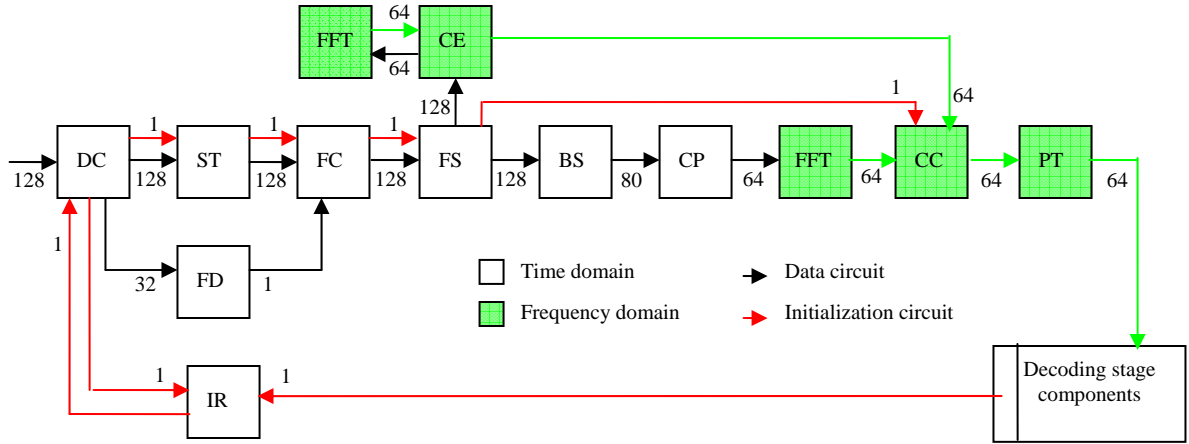 64
FFT
CE
64
128
1
64
1
1
1
DC
ST
FC
FS
BS
CP
FFT
CC
PT
128
128
128
128
128
80
64
64
64
64
1
FD
32
1
Time domain
Data circuit
Frequency domain
Initialization circuit
1
IR
1
Decoding stage
components